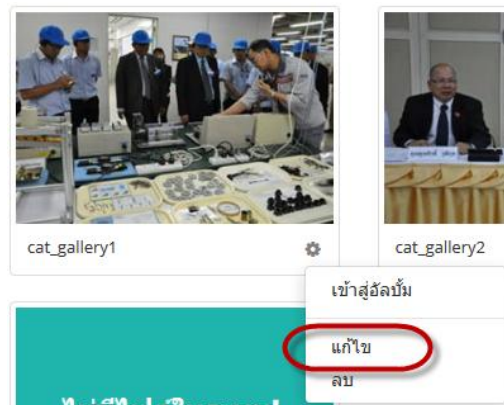 cat_gallery1
cat_gallery2
เข้าสู่อัลบั้ม
แก้ไข
ลบ